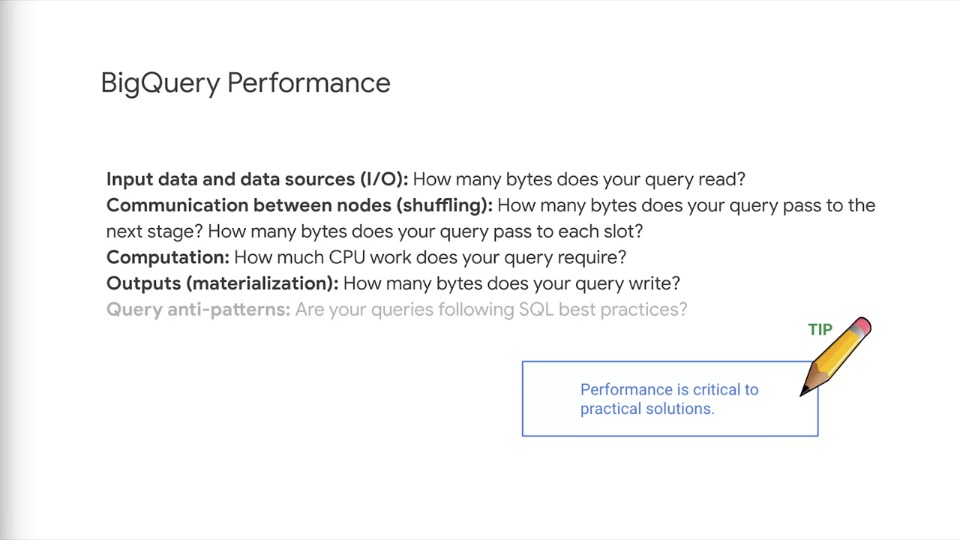 BigQuery Performance
Input data and data sources (I/O): How many bytes does your query read?
Communication between nodes (shuffling): How many bytes does your query pass to the
next stage? How many bytes does your query pass to each slot?
Computation: How much CPU work does your query require?
Outputs (materialization): How many bytes does your query write?
Query anti-patterns: Are your queries following SQL best practices?
TIP
Performance is critical to
practical solutions.